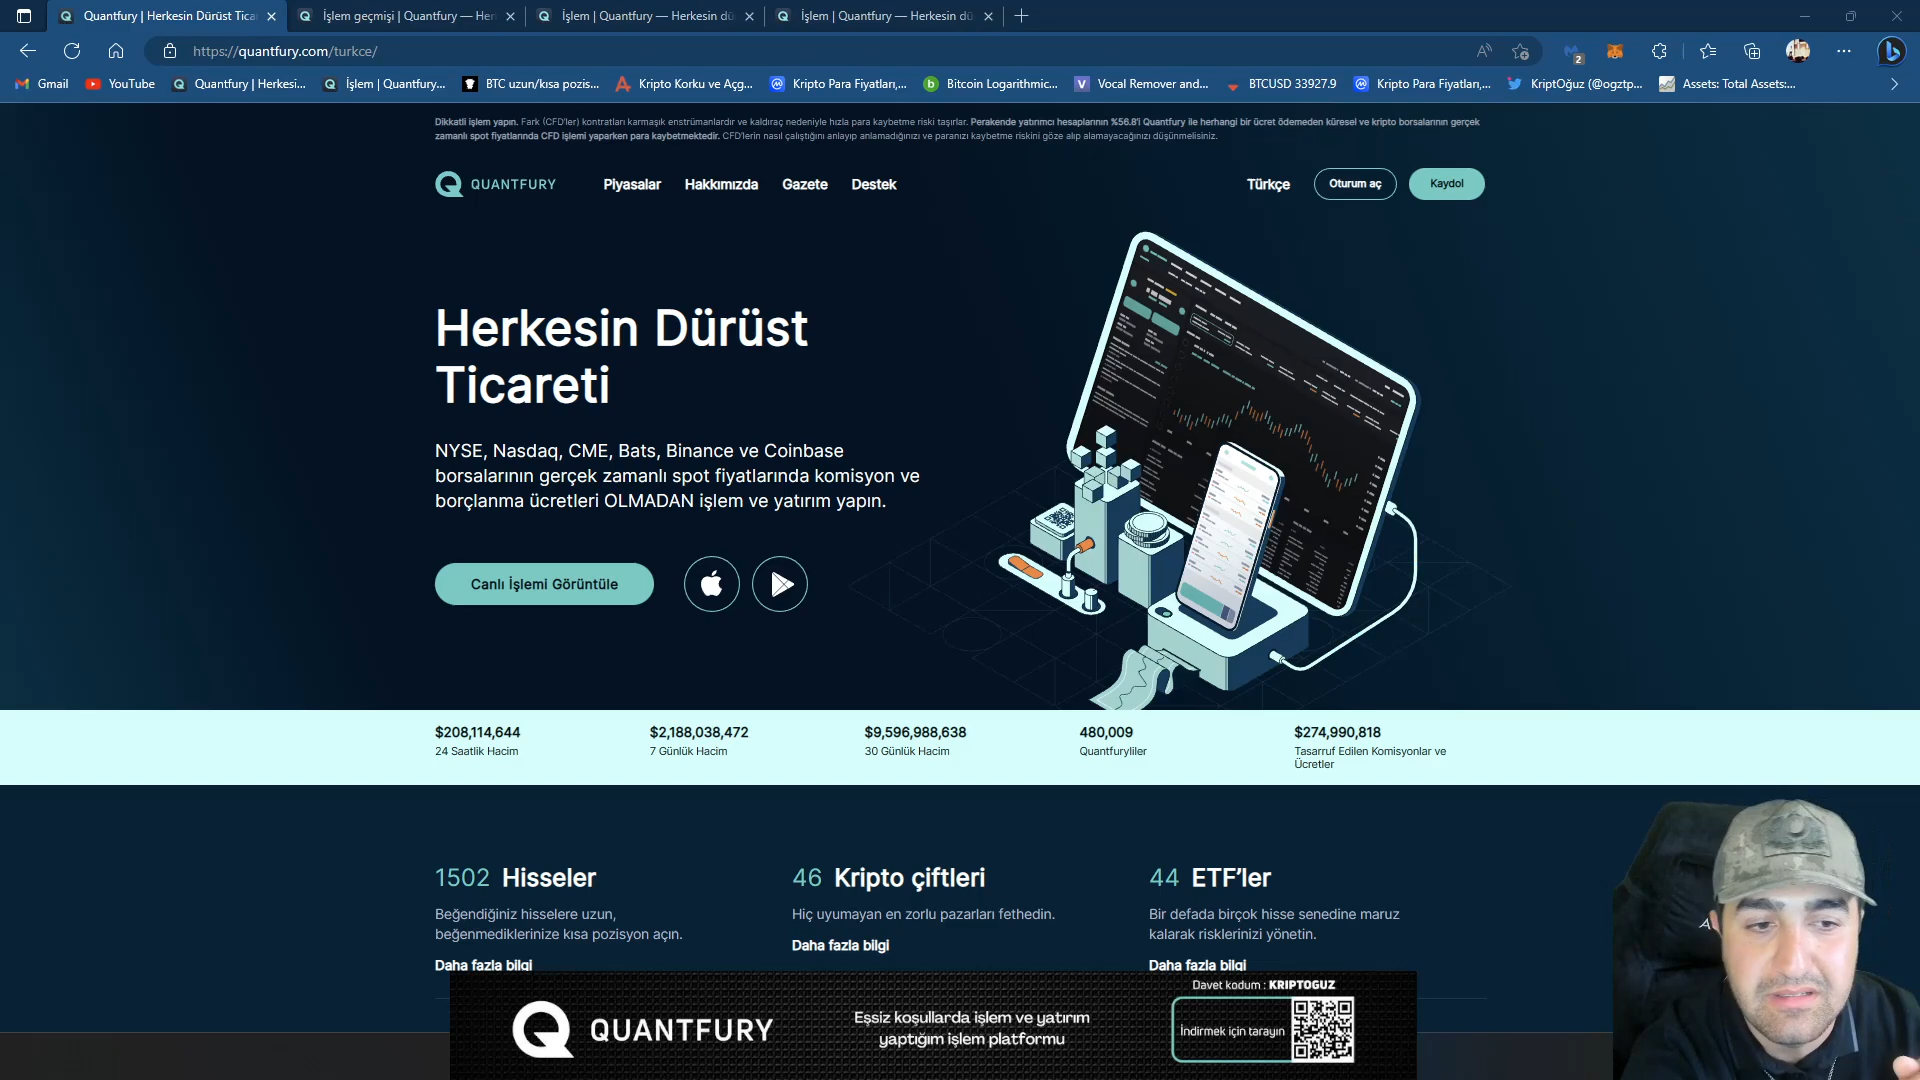 Quantfury | Herkesin Dürüst Tica
İşlem geçmişi | Quantfury — Her
İşlem | Quantfury — Herkesin dü
İşlem | Quantfury — Herkesin dü
https://quantfury.com/turkce/
2
Gmail
YouTube
Quantfury | Herkesi...
İşlem | Quantfury...
BTC uzun/kısa pozis...
Kripto Korku ve Açg...
Kripto Para Fiyatları,...
Bitcoin Logarithmic...
Vocal Remover and...
BTCUSD 33927.9
Kripto Para Fiyatları,...
KriptOğuz (@ogztp...
Assets: Total Assets:...
Dikkatli işlem yapın. Fark (CFD'ler) kontratları karmaşık enstrümanlardır ve kaldıraç nedeniyle hızla para kaybetme riski taşırlar. Perakende yatırımcı hesaplarının %56.8'i Quantfury ile herhangi bir ücret ödemeden küresel ve kripto borsalarının gerçek
zamanlı spot fiyatlarında CFD işlemi yaparken para kaybetmektedir. CFD'lerin nasıl çalıştığını anlayıp anlamadığınızı ve paranızı kaybetme riskini göze alıp alamayacağınızı düşünmelisiniz.
QUANTFURY
Piyasalar
Hakkımızda
Gazete
Destek
Türkçe
Oturum aç
Kaydol
Herkesin Dürüst
Ticareti
NYSE, Nasdaq, CME, Bats, Binance ve Coinbase
borsalarının gerçek zamanlı spot fiyatlarında komisyon ve
borçlanma ücretleri OLMADAN işlem ve yatırım yapın.
Canlı İşlemi Görüntüle
$208,114,644
24 Saatlik Hacim
$2,188,038,472
7 Günlük Hacim
$9,596,988,638
30 Günlük Hacim
480,009
Quantfuryliler
$274,990,818
Tasarruf Edilen Komisyonlar ve
Ücretler
1502 Hisseler
Beğendiğiniz hisselere uzun,
beğenmediklerinize kısa pozisyon açın.
Daha fazla bilgi
46 Kripto çiftleri
Hiç uyumayan en zorlu pazarları fethedin.
Daha fazla bilgi
44 ETF'ler
Bir defada birçok hisse senedine maruz
kalarak risklerinizi yönetin.
Daha fazla bilgi
QUANTFURY
Eşsiz koşullarda işlem ve yatırım
yaptığım işlem platformu
Davet kodum : KRIPTOGUZ
İndirmek için tarayın